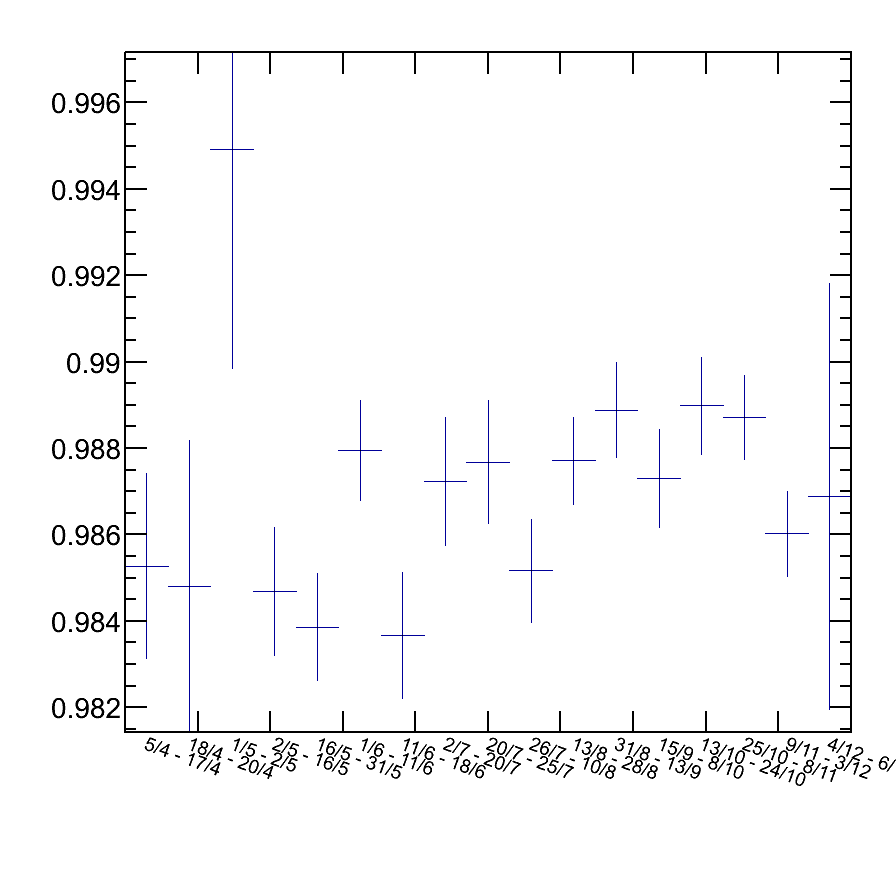 0.996
0.994
0.992
0.99
0.988
0.986
0.984
0.982
5/4 - 17/4
18/4 - 20/4
1/5 - 2/5
2/5 - 16/5
16/5 - 31/5
1/6 - 11/6
11/6 - 18/6
2/7 - 20/7
20/7 - 25/7
26/7 - 10/8
13/8 - 28/8
31/8 - 13/9
15/9 - 8/10
13/10 - 24/10
25/10 - 8/11
9/11 - 3/12
4/12 - 6/